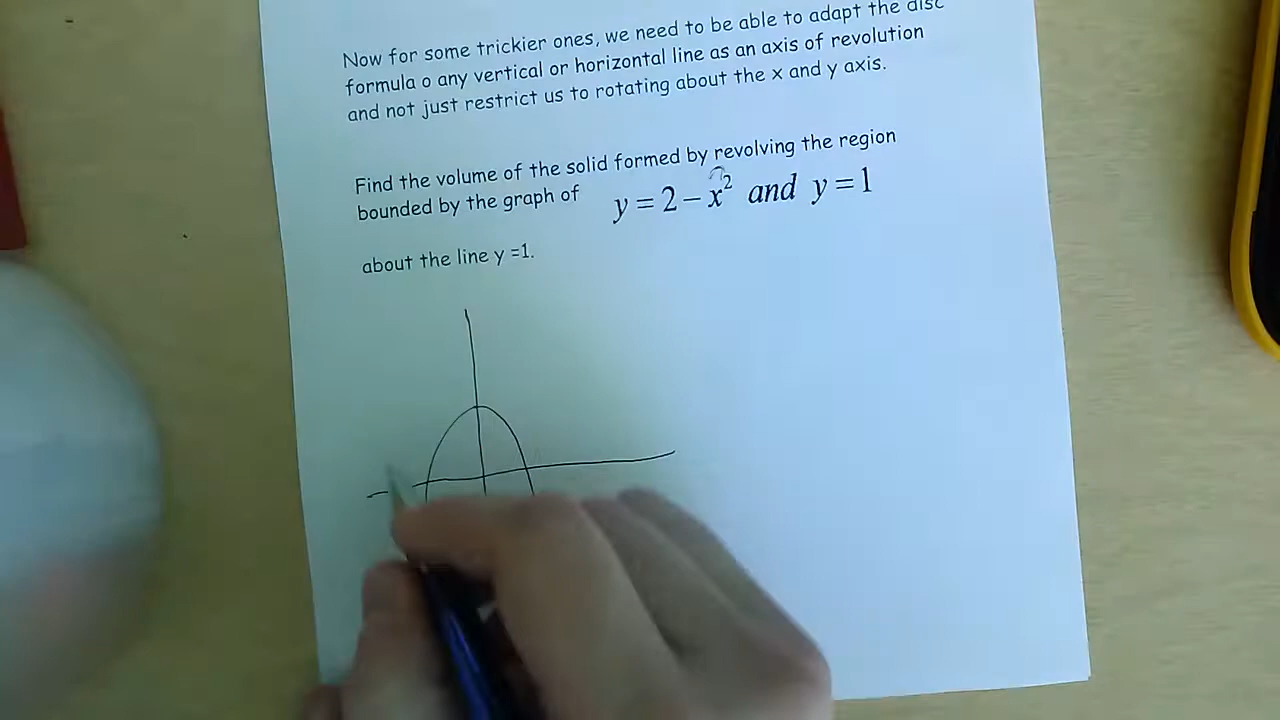 Now for some trickier ones, we need to be able to adapt the disc
formula o any vertical or horizontal line as an axis of revolution
and not just restrict us to rotating about the x and y axis.
Find the volume of the solid formed by revolving the region
bounded by the graph of y = 2 − x² and y = 1
about the line y =1.